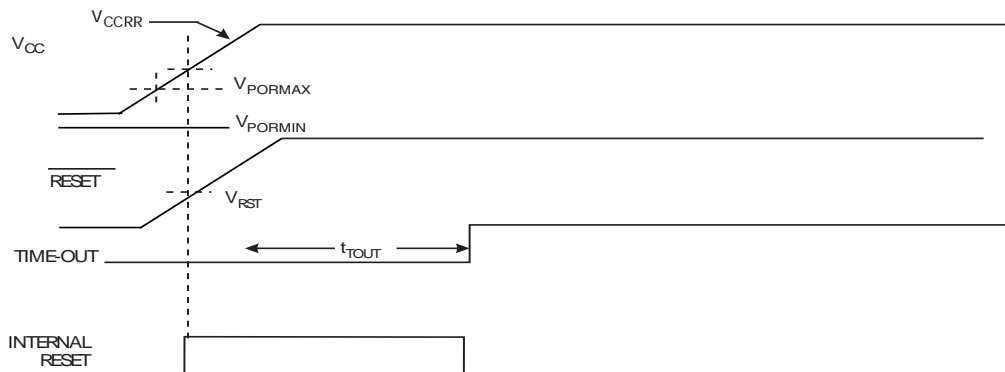 VCCRR
VCC
VPORMAX
VPORMIN
RESET
VRST
tTOUT
TIME-OUT
INTERNAL
RESET